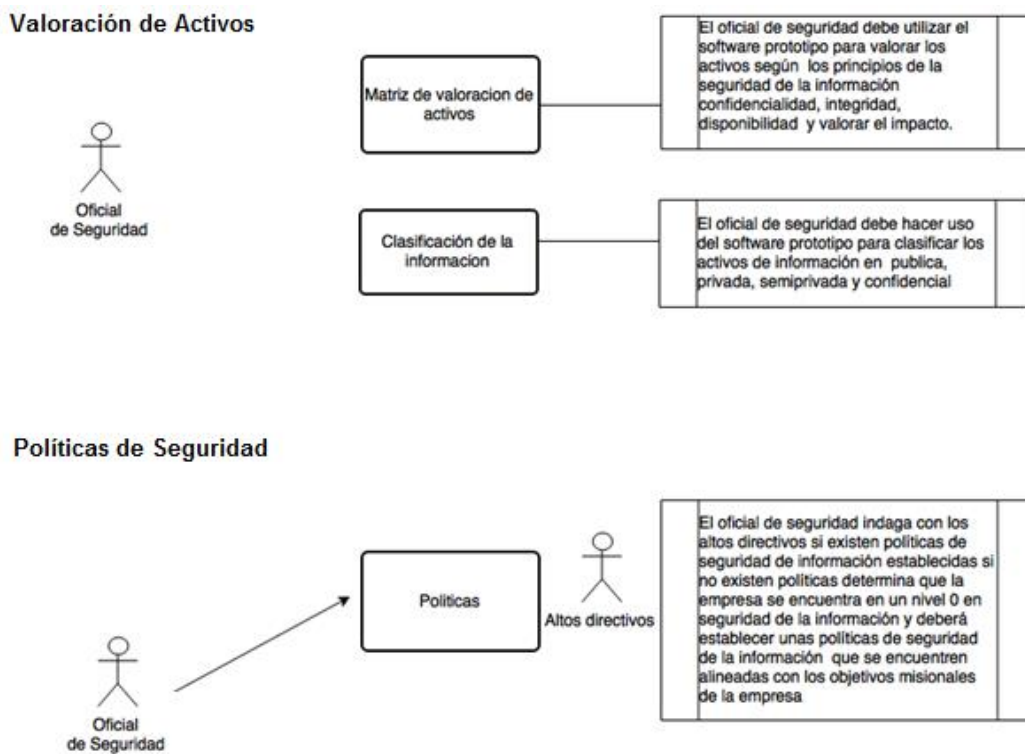 Valoración de Activos
Matriz de valoracion de
activos
El oficial de seguridad debe utilizar el
software prototipo para valorar los
activos según los principios de la
seguridad de la información
confidencialidad, integridad,
disponibilidad y valorar el impacto.
Oficial
de Seguridad
Clasificación de la
informacion
El oficial de seguridad debe hacer uso
del software prototipo para clasificar los
activos de información en publica,
privada, semiprivada y confidencial
Políticas de Seguridad
Politicas
Altos directivos
El oficial de seguridad indaga con los
altos directivos si existen políticas de
seguridad de información establecidas si
no existen políticas determina que la
empresa se encuentra en un nivel 0 en
seguridad de la información y deberá
establecer unas políticas de seguridad
de la información que se encuentren
alineadas con los objetivos misionales
de la empresa
Oficial
de Seguridad